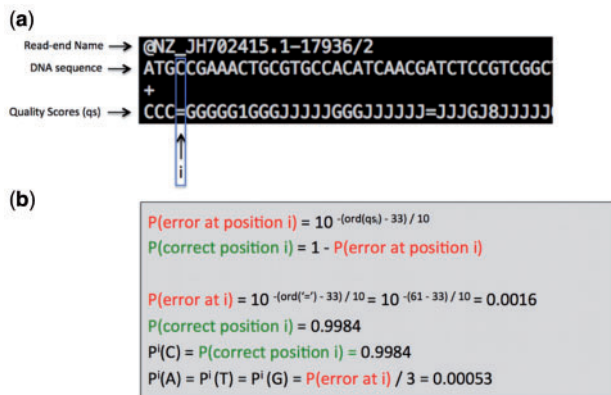 (a)
Read-end Name → @NZ_JH702415.1-17936/2
DNA sequence → ATGCCGAAACTGCGTGCCACATCAACGATCTCCGTCGGC
+
Quality Scores (qs) → CCC=GGGGG1GGGJJJJJGGGJJJJJJ=JJJGJ8JJJJJ
i
(b)
P(error at position i) = 10 -(ord(qsᵢ) - 33) / 10
P(correct position i) = 1 - P(error at position i)
P(error at i) = 10 -(ord('=') - 33) / 10 = 10 -(61 - 33) / 10 = 0.0016
P(correct position i) = 0.9984
Pⁱ(C) = P(correct position i) = 0.9984
Pⁱ(A) = Pⁱ (T) = Pⁱ (G) = P(error at i) / 3 = 0.00053